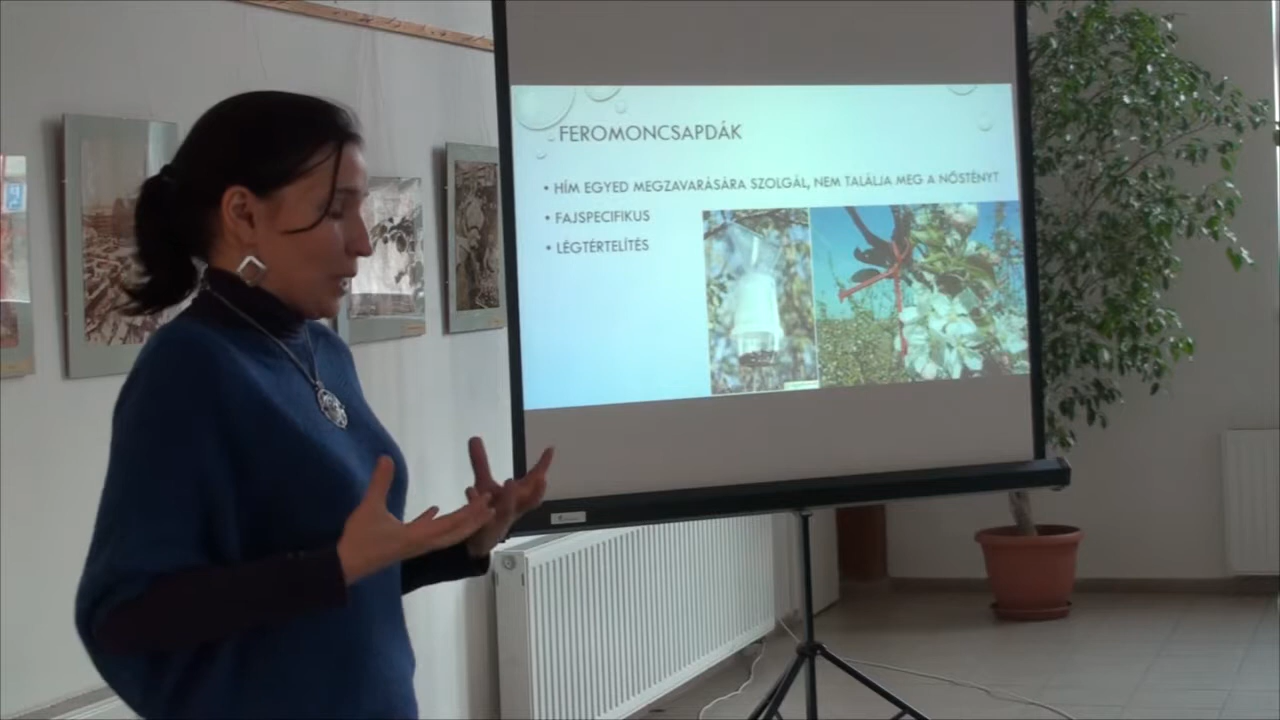 FEROMONCSAPDÁK
• HÍM EGYED MEGZAVARÁSÁRA SZOLGÁL, NEM TALÁLJA MEG A NŐSTÉNYT
• FAJSPECIFIKUS
• LÉGTÉRTELÍTÉS